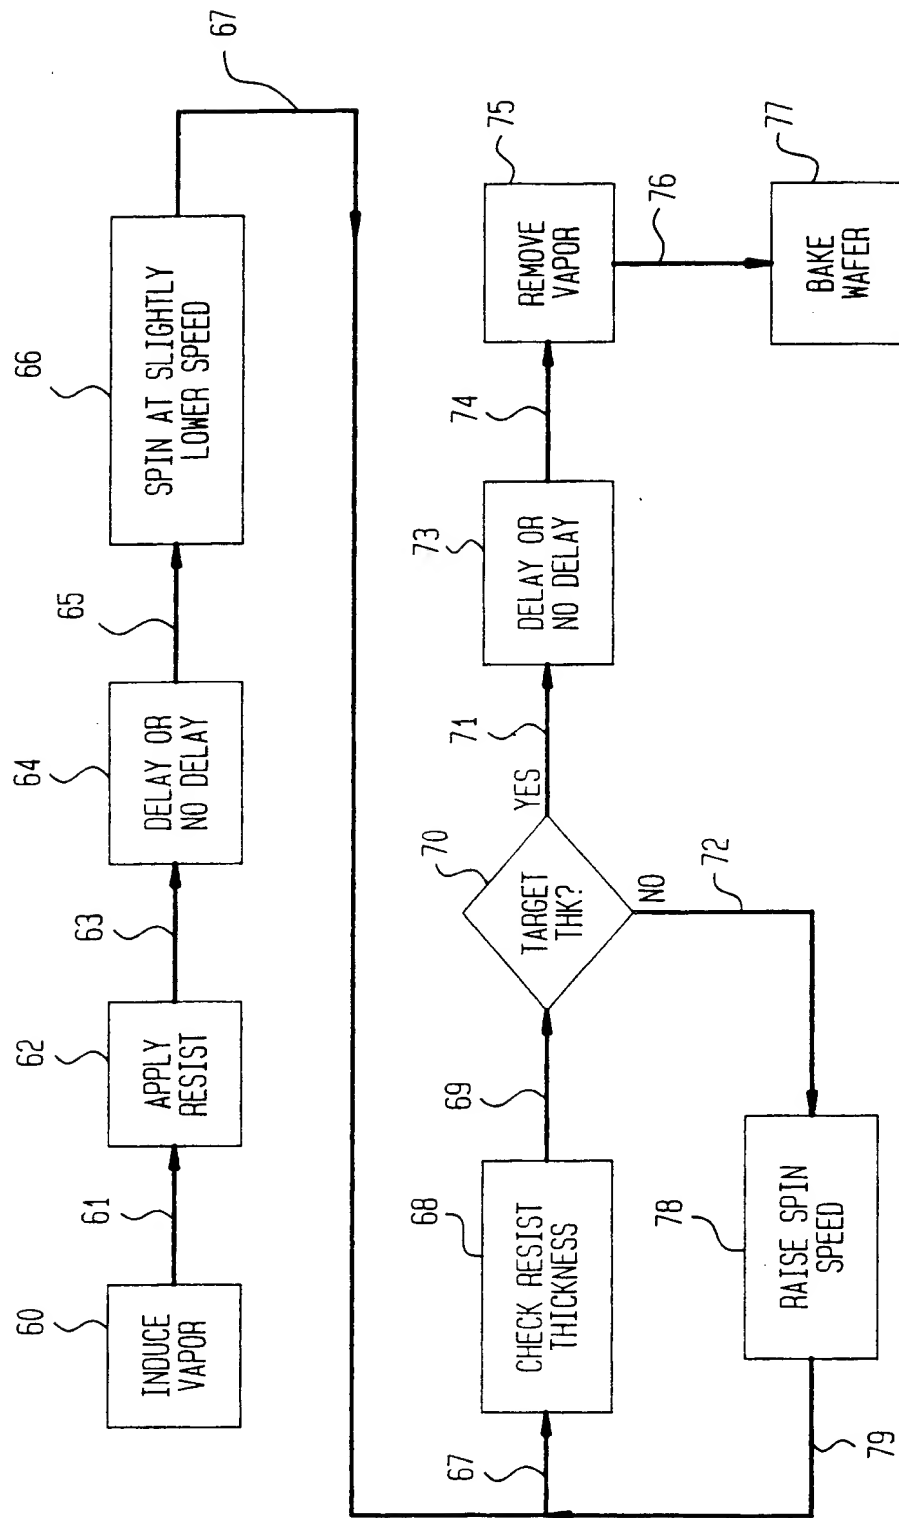 60
INDUCE
VAPOR
61
62
APPLY
RESIST
63
64
DELAY OR
NO DELAY
65
66
SPIN AT SLIGHTLY
LOWER SPEED
67
67
68
CHECK RESIST
THICKNESS
69
70
TARGET
THK?
YES
71
NO
72
73
DELAY OR
NO DELAY
74
75
REMOVE
VAPOR
76
77
BAKE
WAFER
78
RAISE SPIN
SPEED
79